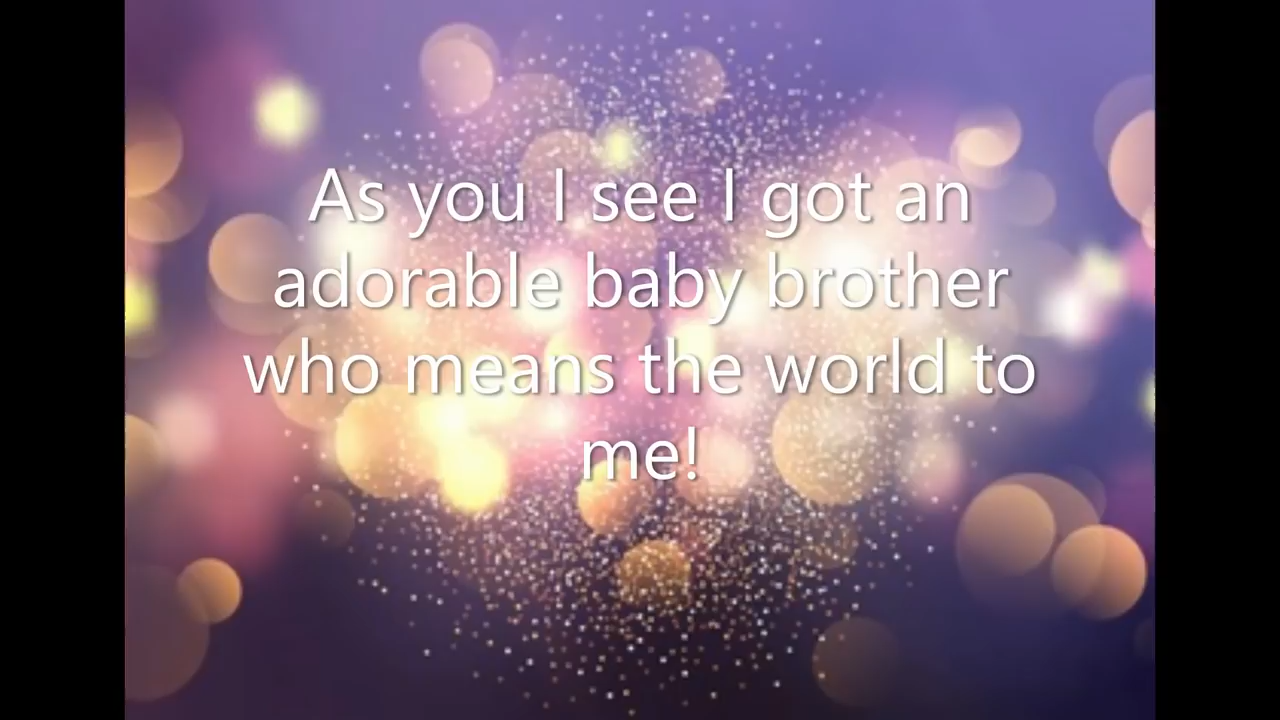 As you I see I got an
adorable baby brother
who means the world to
me!